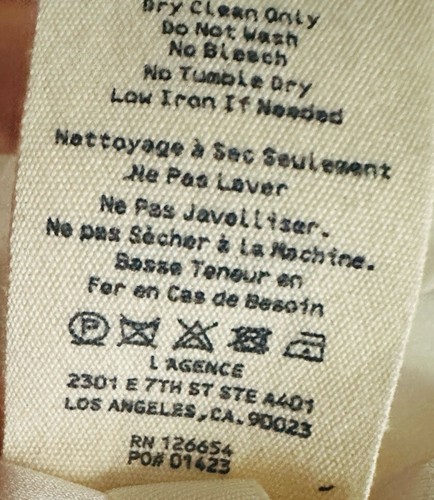 Dry Clean Only
Do Not Wash
No Bleach
No Tumble Dry
Low Iron If Needed
Nettoyage à Sec Seulement
Ne Pas Laver
Ne Pas Javelliser.
Ne pas Sècher à la Machine.
Basse Teneur en
Fer en Cas de Besoin
P
L'AGENCE
2301 E 7TH ST STE A401
LOS ANGELES, CA. 90023
RN 126654
PO# 01423